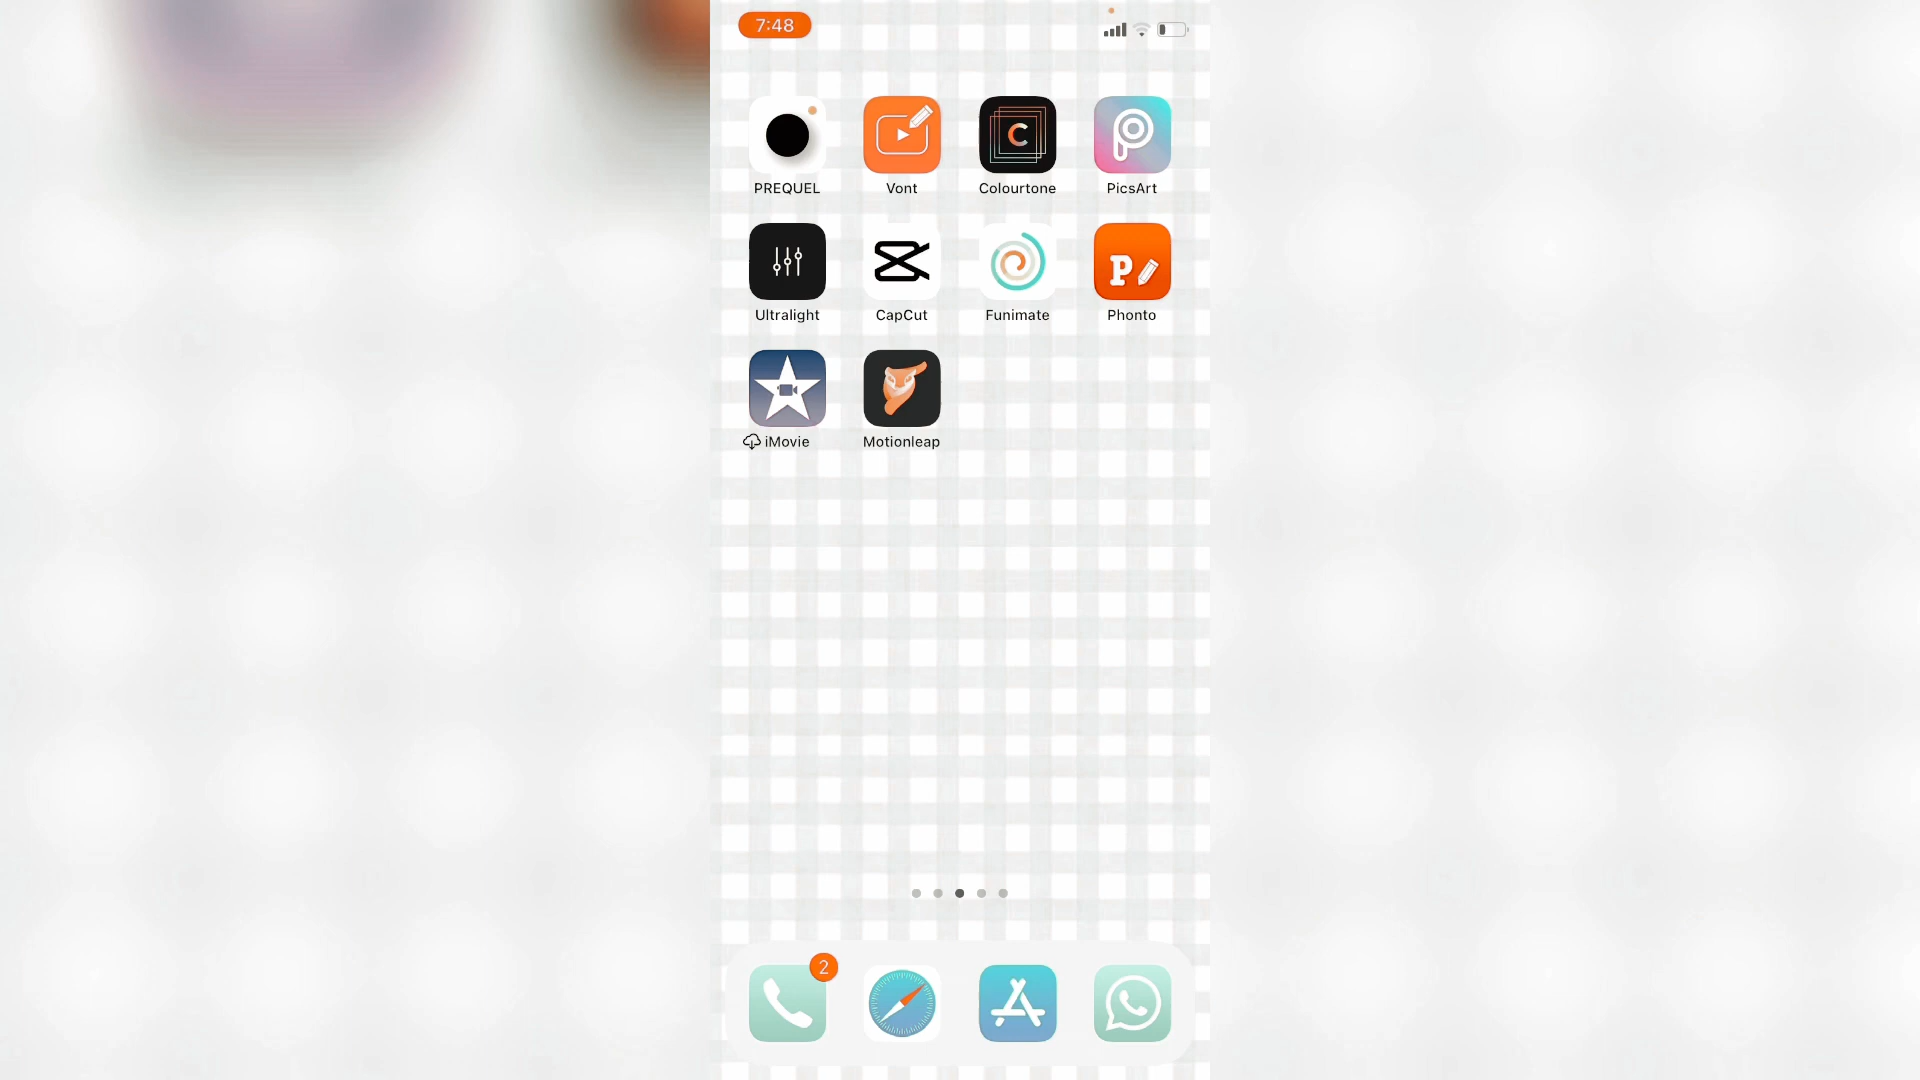 7:48
PREQUEL
Vont
C
Colourtone
PicsArt
Ultralight
CapCut
Funimate
P
Phonto
iMovie
Motionleap
2